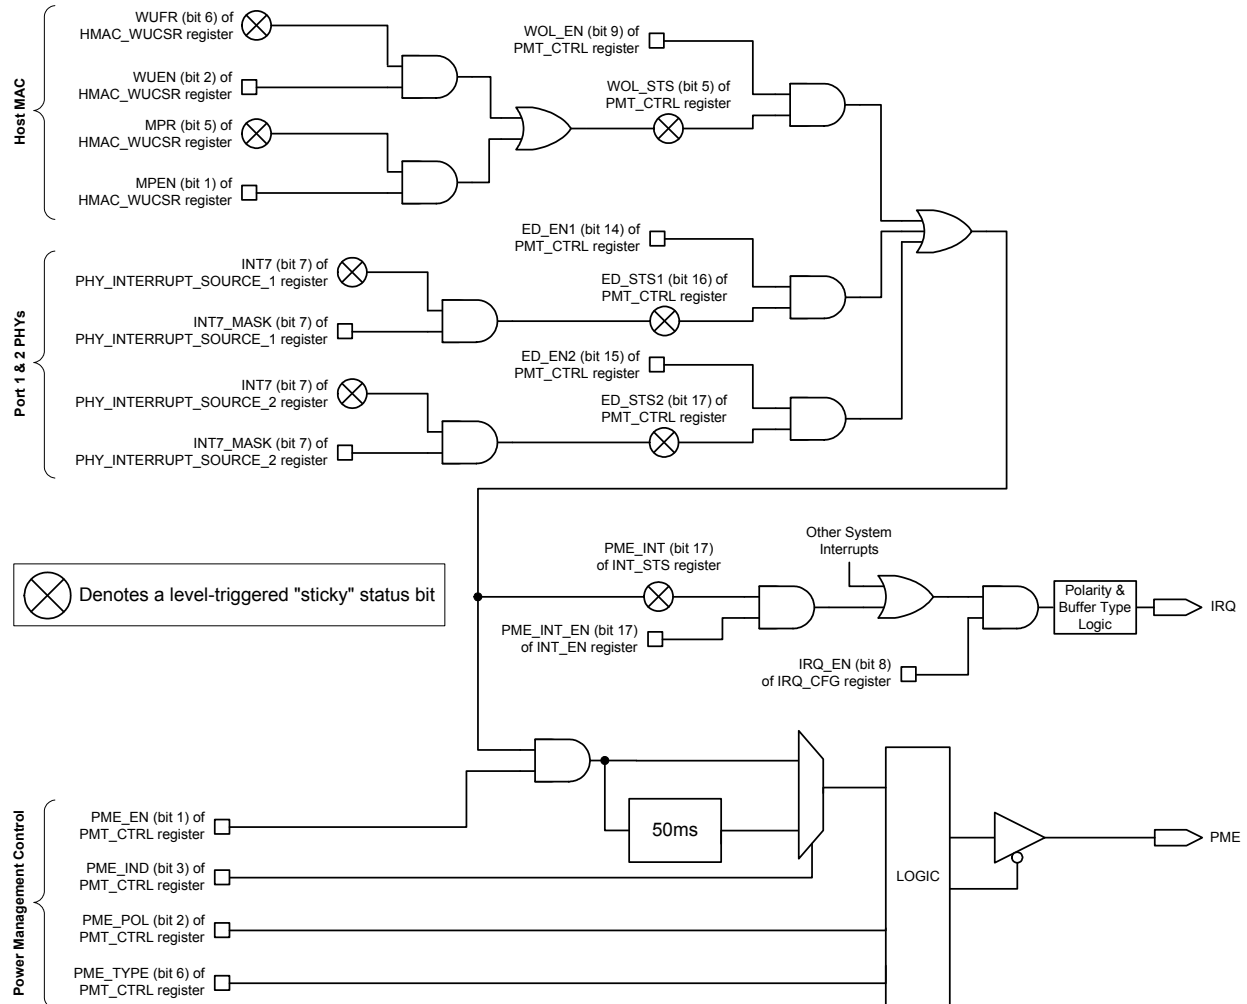 Host MAC
WUFR (bit 6) of
HMAC_WUCSR register
WUEN (bit 2) of
HMAC_WUCSR register
MPR (bit 5) of
HMAC_WUCSR register
MPEN (bit 1) of
HMAC_WUCSR register
WOL_EN (bit 9) of
PMT_CTRL register
WOL_STS (bit 5) of
PMT_CTRL register
Port 1 & 2 PHYs
INT7 (bit 7) of
PHY_INTERRUPT_SOURCE_1 register
INT7_MASK (bit 7) of
PHY_INTERRUPT_SOURCE_1 register
INT7 (bit 7) of
PHY_INTERRUPT_SOURCE_2 register
INT7_MASK (bit 7) of
PHY_INTERRUPT_SOURCE_2 register
ED_EN1 (bit 14) of
PMT_CTRL register
ED_STS1 (bit 16) of
PMT_CTRL register
ED_EN2 (bit 15) of
PMT_CTRL register
ED_STS2 (bit 17) of
PMT_CTRL register
Denotes a level-triggered "sticky" status bit
PME_INT (bit 17)
of INT_STS register
PME_INT_EN (bit 17)
of INT_EN register
Other System
Interrupts
IRQ_EN (bit 8)
of IRQ_CFG register
Polarity &
Buffer Type
Logic
IRQ
Power Management Control
PME_EN (bit 1) of
PMT_CTRL register
PME_IND (bit 3) of
PMT_CTRL register
PME_POL (bit 2) of
PMT_CTRL register
PME_TYPE (bit 6) of
PMT_CTRL register
50ms
LOGIC
PME